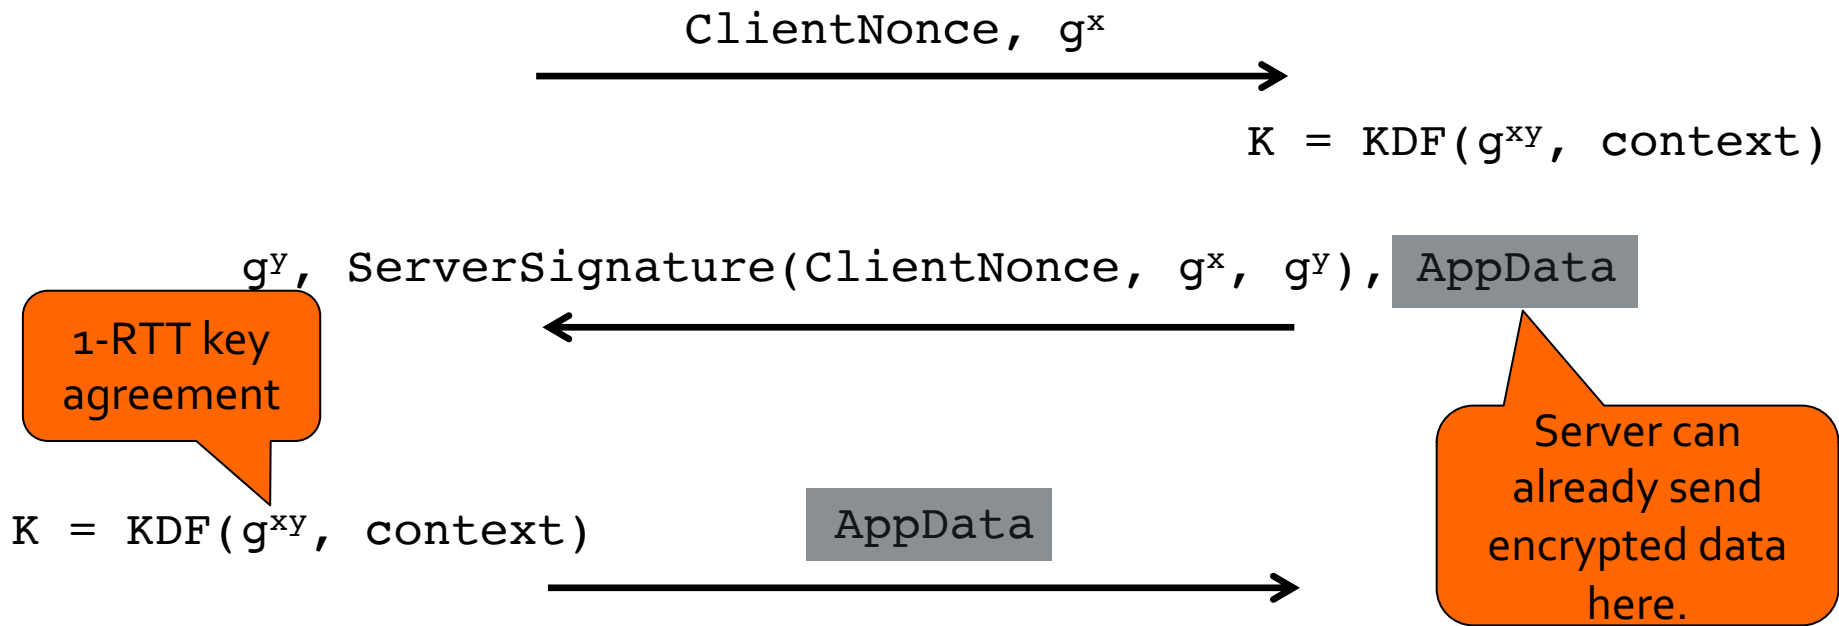 ClientNonce, gˣ
K = KDF(gˣʸ, context)
gʸ, ServerSignature(ClientNonce, gˣ, gʸ), AppData
1-RTT key
agreement
Server can
already send
encrypted data
here.
K = KDF(gˣʸ, context)
AppData